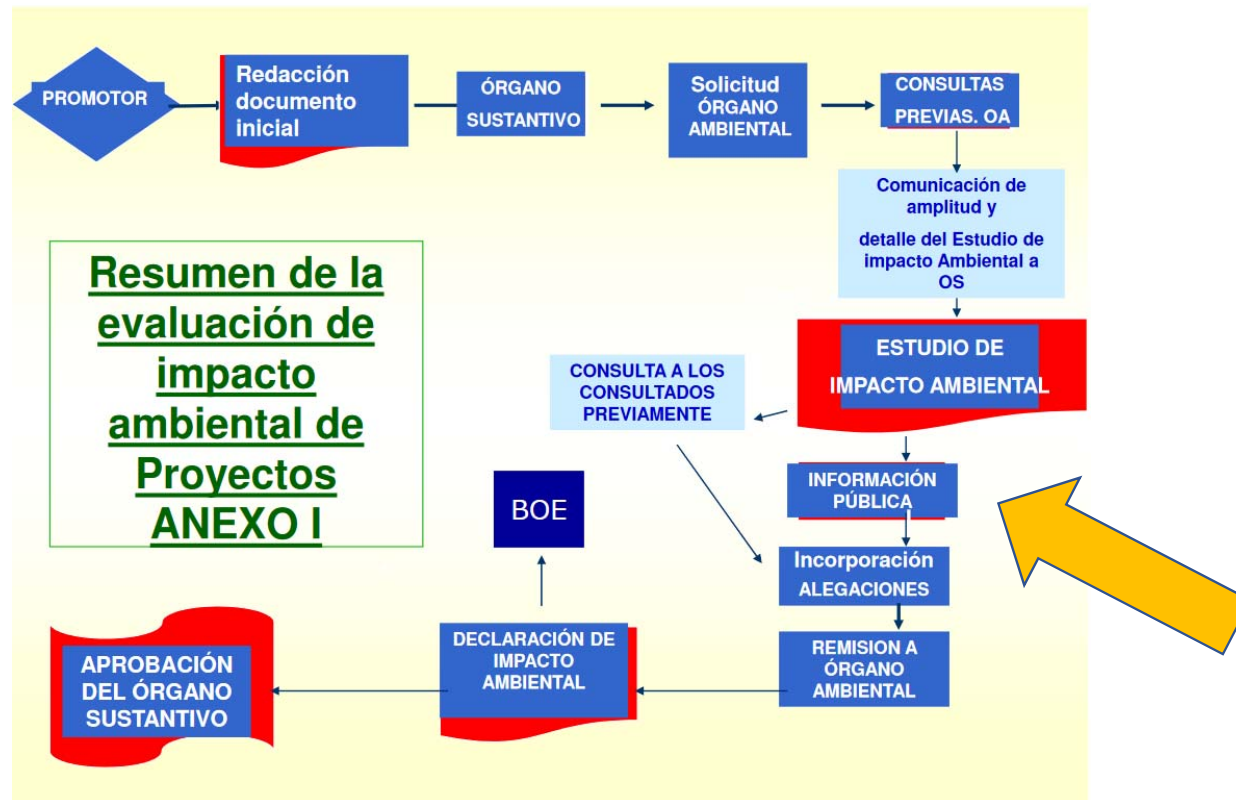 PROMOTOR
Redacción
documento
inicial
ÓRGANO
SUSTANTIVO
Solicitud
ÓRGANO
AMBIENTAL
CONSULTAS
PREVIAS. OA
Comunicación de
amplitud y
detalle del Estudio de
impacto Ambiental a
OS
Resumen de la
evaluación de
impacto
ambiental de
Proyectos
ANEXO I
ESTUDIO DE
IMPACTO AMBIENTAL
CONSULTA A LOS
CONSULTADOS
PREVIAMENTE
INFORMACIÓN
PÚBLICA
BOE
Incorporación
ALEGACIONES
REMISION A
ÓRGANO
AMBIENTAL
DECLARACIÓN DE
IMPACTO
AMBIENTAL
APROBACIÓN
DEL ÓRGANO
SUSTANTIVO